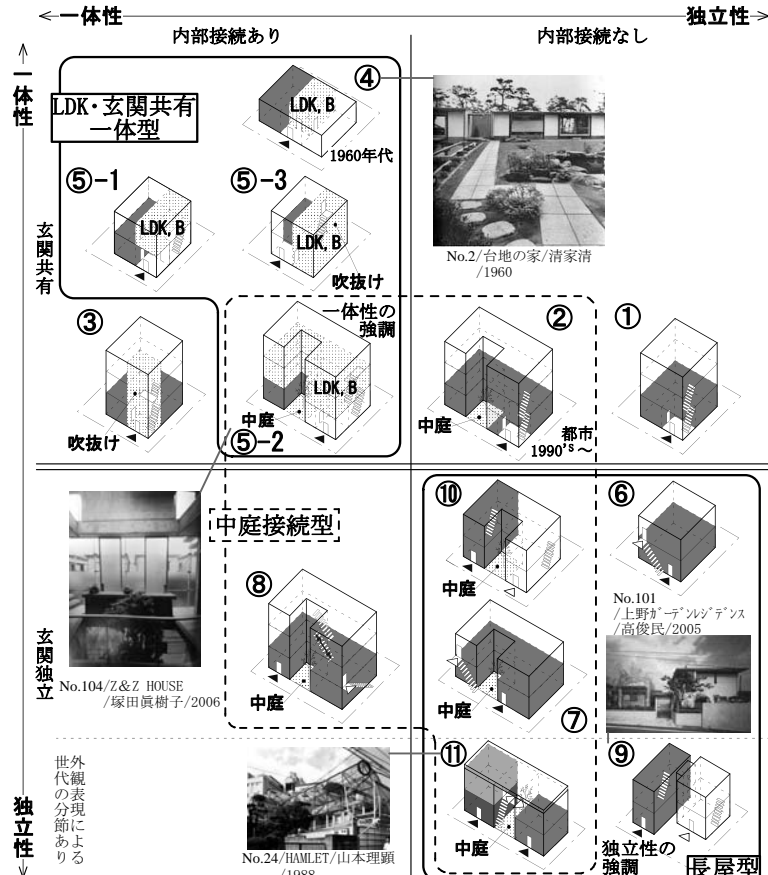 一体性
独立性
内部接続あり
内部接続なし
一体性
LDK・玄関共有
一体型
④
LDK, B
1960年代
⑤-1
LDK, B
⑤-3
LDK, B
吹抜け
玄関共有
No.2/台地の家/清家清
/1960
③
吹抜け
一体性の
強調
LDK, B
中庭
⑤-2
②
中庭
都市
1990's～
①
中庭接続型
⑧
中庭
No.104/Z&Z HOUSE
/塚田眞樹子/2006
玄関独立
⑩
中庭
⑥
No.101
/上野ガーデンレジデンス
/高俊民/2005
中庭
⑦
外観表現による
世代の分節あり
独立性
No.24/HAMLET/山本理顕
/1988
⑪
中庭
⑨
独立性の
強調
長屋型